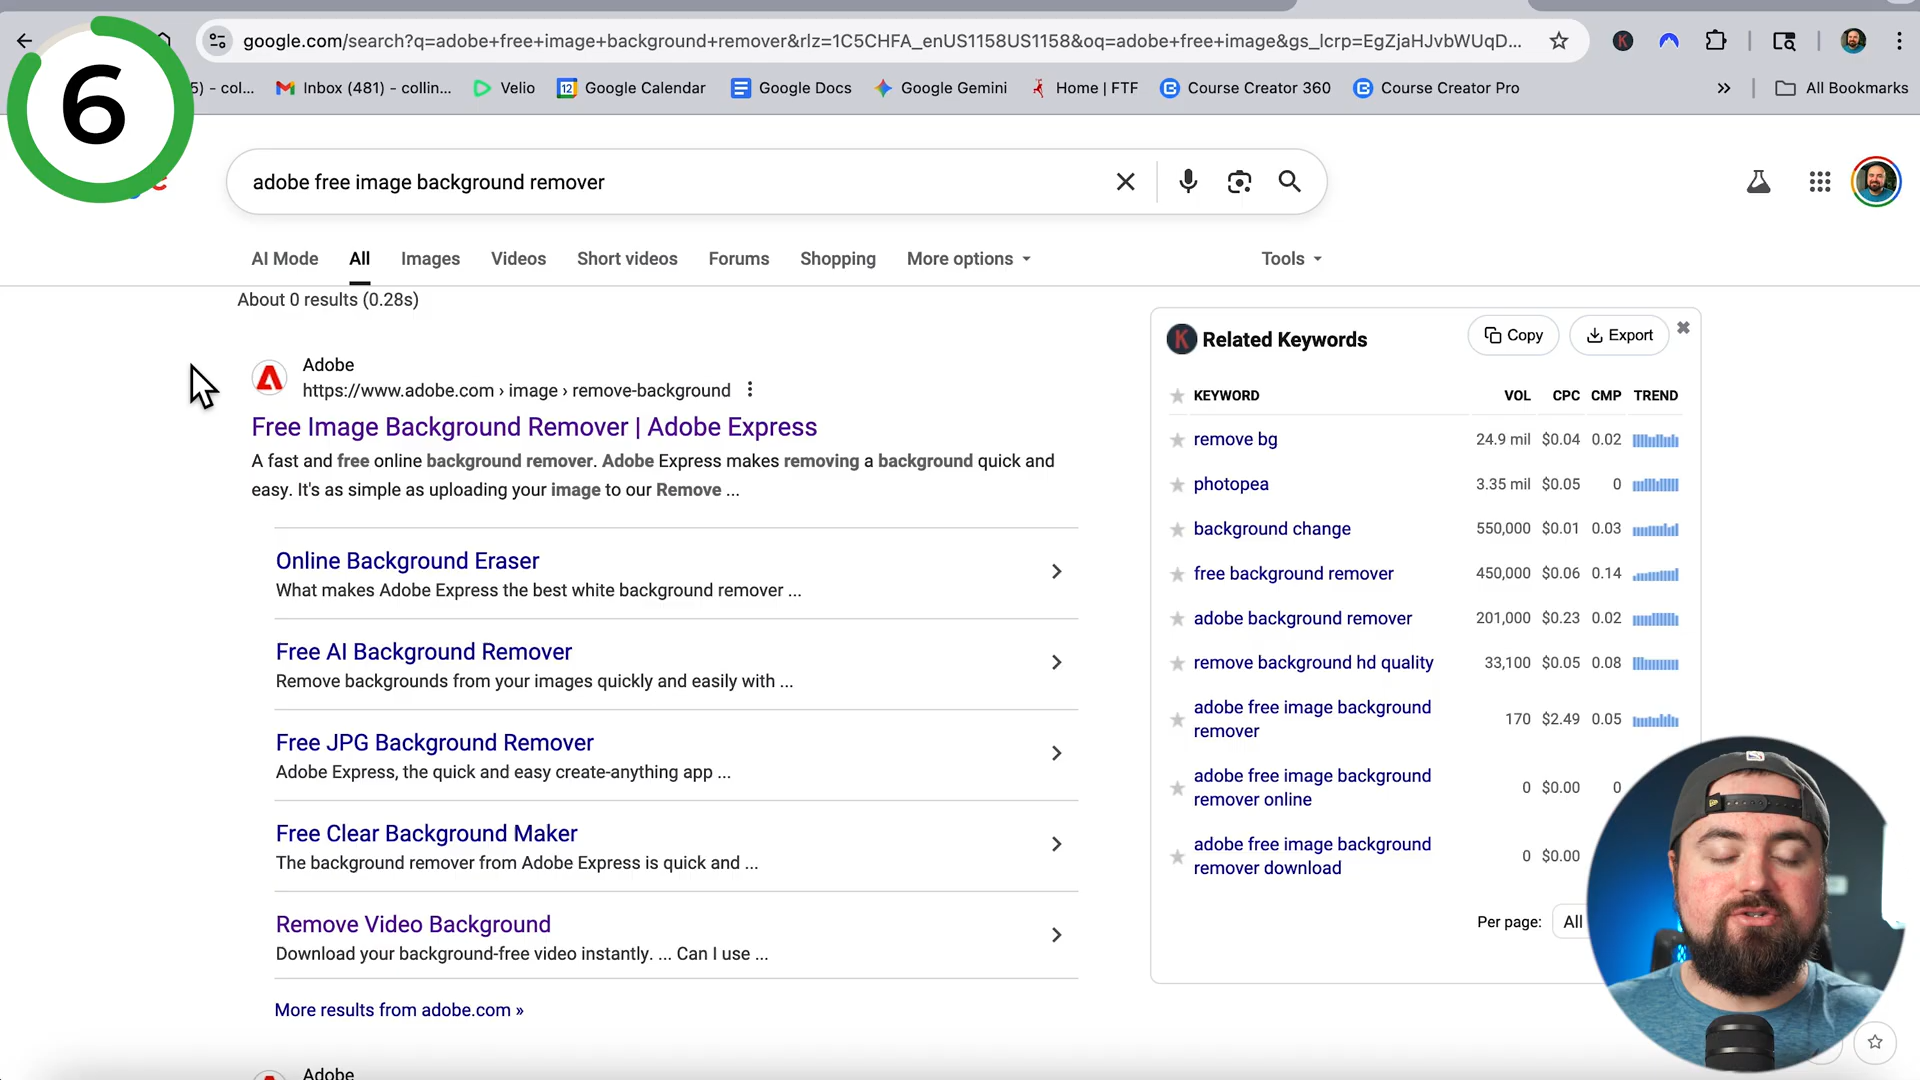 6
google.com/search?q=adobe+free+image+background+remover&rlz=1C5CHFA_enUS1158US1158&oq=adobe+free+image&gs_lcrp=EgZjaHJvbWUqD...
5) - col...
Inbox (481) - collin...
Velio
12
Google Calendar
Google Docs
Google Gemini
Home | FTF
Course Creator 360
Course Creator Pro
»
All Bookmarks
adobe free image background remover
AI Mode
All
Images
Videos
Short videos
Forums
Shopping
More options
Tools
About 0 results (0.28s)
Adobe
https://www.adobe.com › image › remove-background
Free Image Background Remover | Adobe Express
A fast and free online background remover. Adobe Express makes removing a background quick and
easy. It's as simple as uploading your image to our Remove ...
Online Background Eraser
What makes Adobe Express the best white background remover ...
Free AI Background Remover
Remove backgrounds from your images quickly and easily with ...
Free JPG Background Remover
Adobe Express, the quick and easy create-anything app ...
Free Clear Background Maker
The background remover from Adobe Express is quick and ...
Remove Video Background
Download your background-free video instantly. ... Can I use ...
More results from adobe.com »
Adobe
K Related Keywords
Copy
Export
KEYWORD VOL CPC CMP TREND
remove bg 24.9 mil $0.04 0.02
photopea 3.35 mil $0.05 0
background change 550,000 $0.01 0.03
free background remover 450,000 $0.06 0.14
adobe background remover 201,000 $0.23 0.02
remove background hd quality 33,100 $0.05 0.08
adobe free image background
remover 170 $2.49 0.05
adobe free image background
remover online 0 $0.00 0
adobe free image background
remover download 0 $0.00
Per page: All